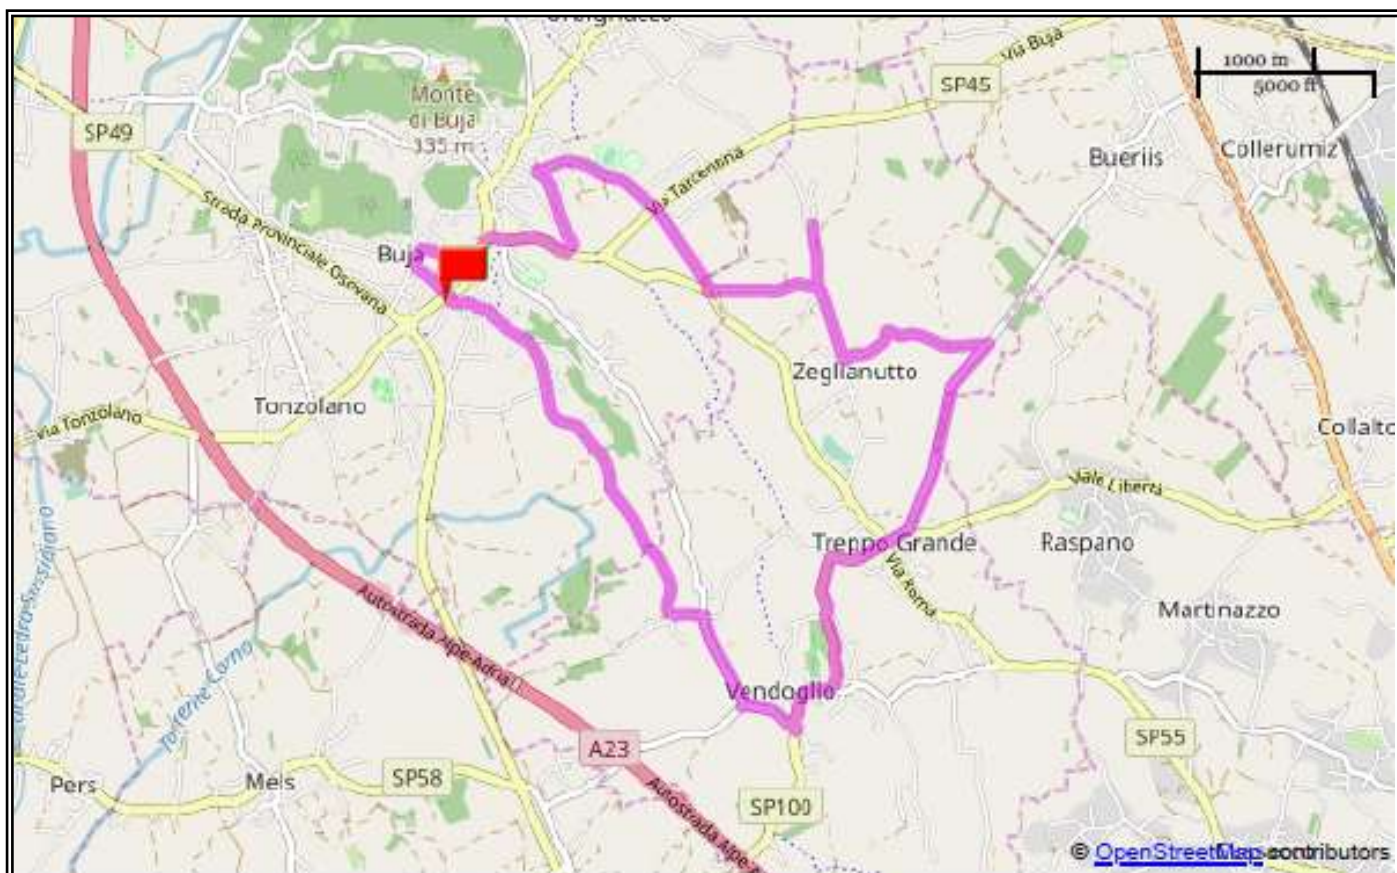 1000 m
5000 ft
Via Buja
SP45
Monte
di Buja
335 m
SP49
Bueriis
Collerumiz
Via Tarcentina
Strada Provinciale Osovana
Buja
Zeglianutto
Tonzolano
Via Tonzolano
Collalto
Viale Libertà
Treppo Grande
Raspano
Via Roma
Martinazzo
Autostrada Alpe-Adria
Torrente Corno
Vendoglio
A23
SP55
Pers
Mels
SP58
SP100
Autostrada Alpe-A
© OpenStreetMap contributors